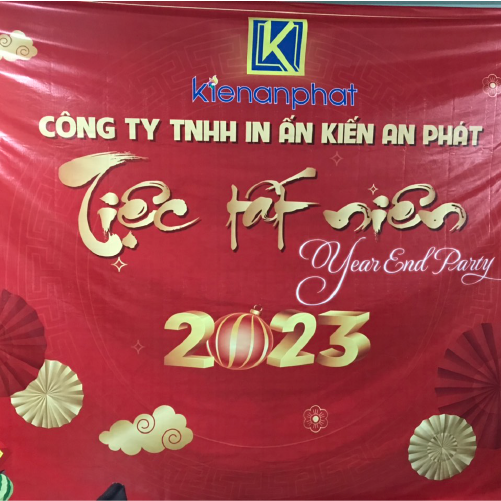 K
kienanphat
CÔNG TY TNHH IN ẤN KIẾN AN PHÁT
Tiệc tất niên
Year End Party
2023